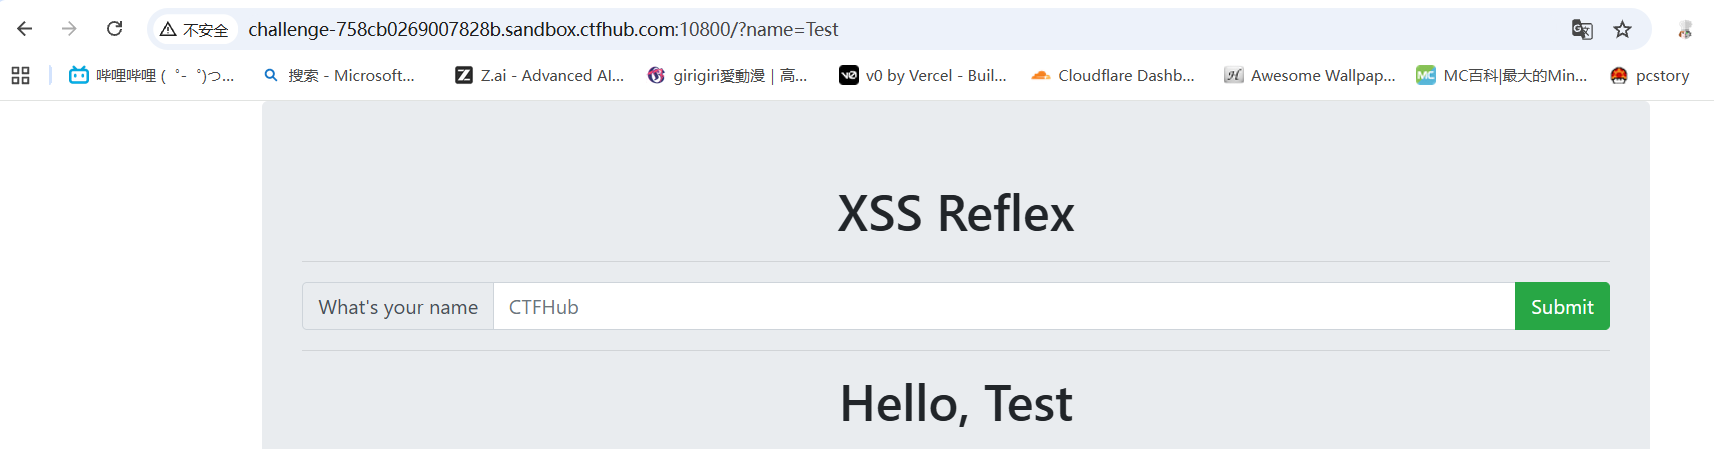 不安全 challenge-758cb0269007828b.sandbox.ctfhub.com:10800/?name=Test
哔哩哔哩 ( ゜- ゜)つ... 搜索 - Microsoft... Z.ai - Advanced AI... girigiri愛動漫 | 高... v0 by Vercel - Buil... Cloudflare Dashb... Awesome Wallpap... MC百科|最大的Min... pcstory
XSS Reflex
What's your name CTFHub Submit
Hello, Test